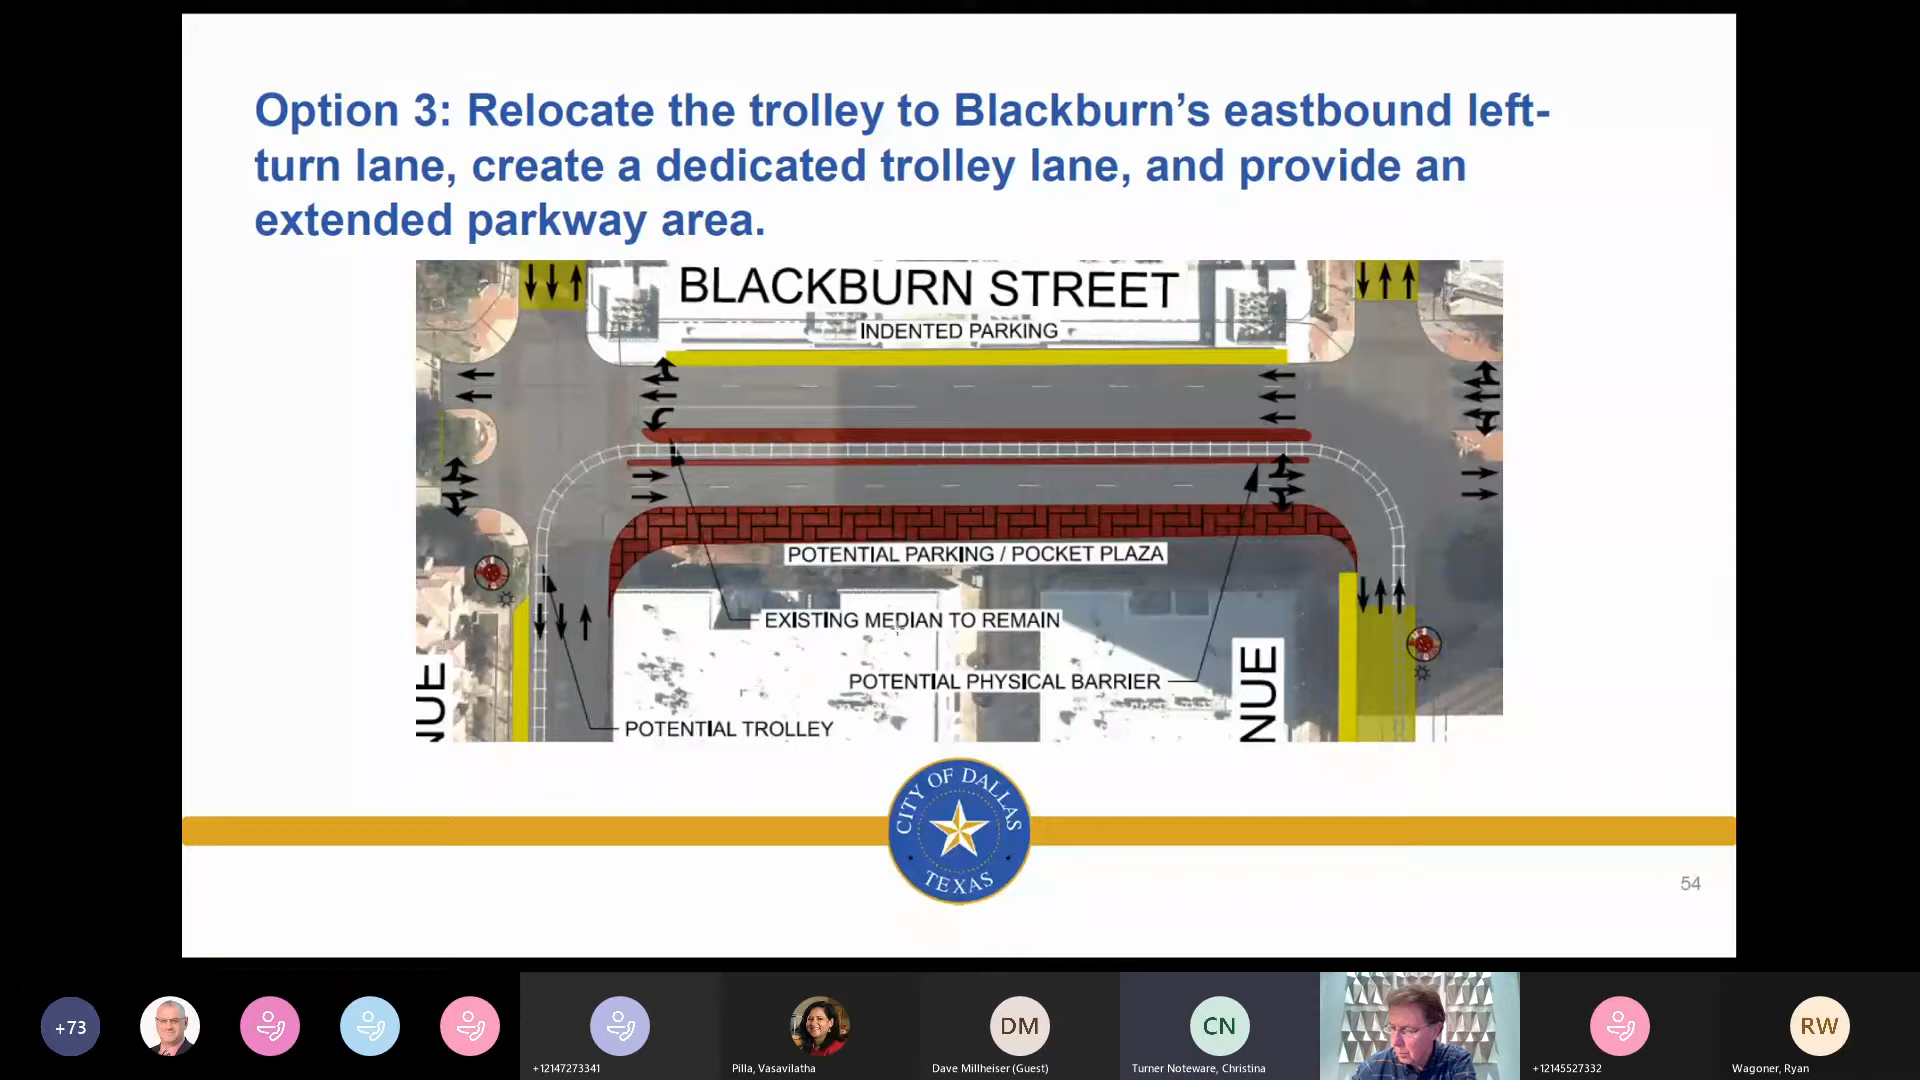 Option 3: Relocate the trolley to Blackburn’s eastbound left-
turn lane, create a dedicated trolley lane, and provide an
extended parkway area.
BLACKBURN STREET
INDENTED PARKING
POTENTIAL PARKING / POCKET PLAZA
EXISTING MEDIAN TO REMAIN
POTENTIAL PHYSICAL BARRIER
POTENTIAL TROLLEY
NUE
NUE
CITY OF DALLAS
TEXAS
54
+73
+12147273341
Pilla, Vasavilatha
DM
Dave Millheiser (Guest)
CN
Turner Noteware, Christina
+12145527332
RW
Wagoner, Ryan